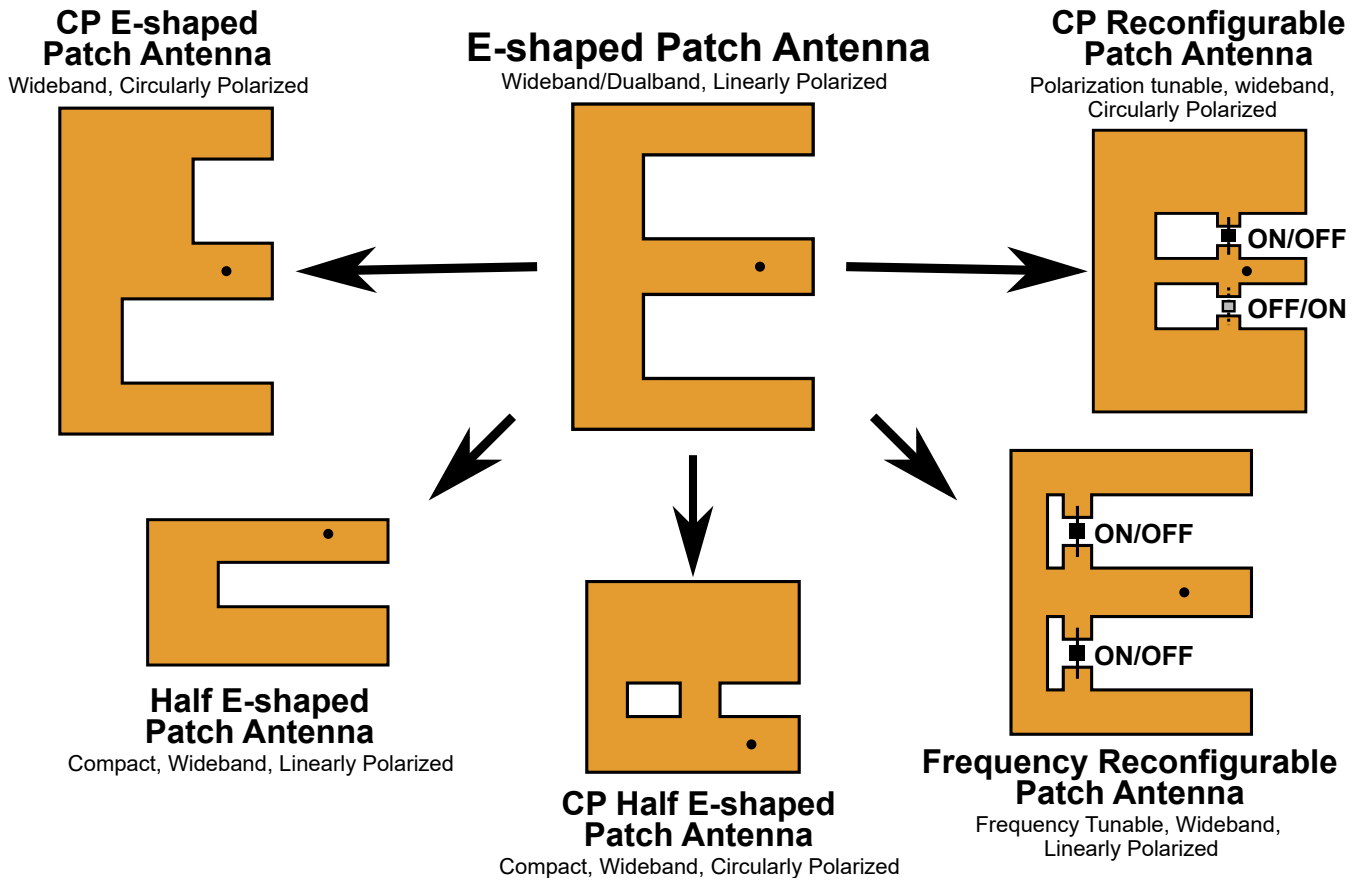 CP E-shaped
Patch Antenna
Wideband, Circularly Polarized
E-shaped Patch Antenna
Wideband/Dualband, Linearly Polarized
CP Reconfigurable
Patch Antenna
Polarization tunable, wideband,
Circularly Polarized
ON/OFF
OFF/ON
Half E-shaped
Patch Antenna
Compact, Wideband, Linearly Polarized
CP Half E-shaped
Patch Antenna
Compact, Wideband, Circularly Polarized
ON/OFF
ON/OFF
Frequency Reconfigurable
Patch Antenna
Frequency Tunable, Wideband,
Linearly Polarized